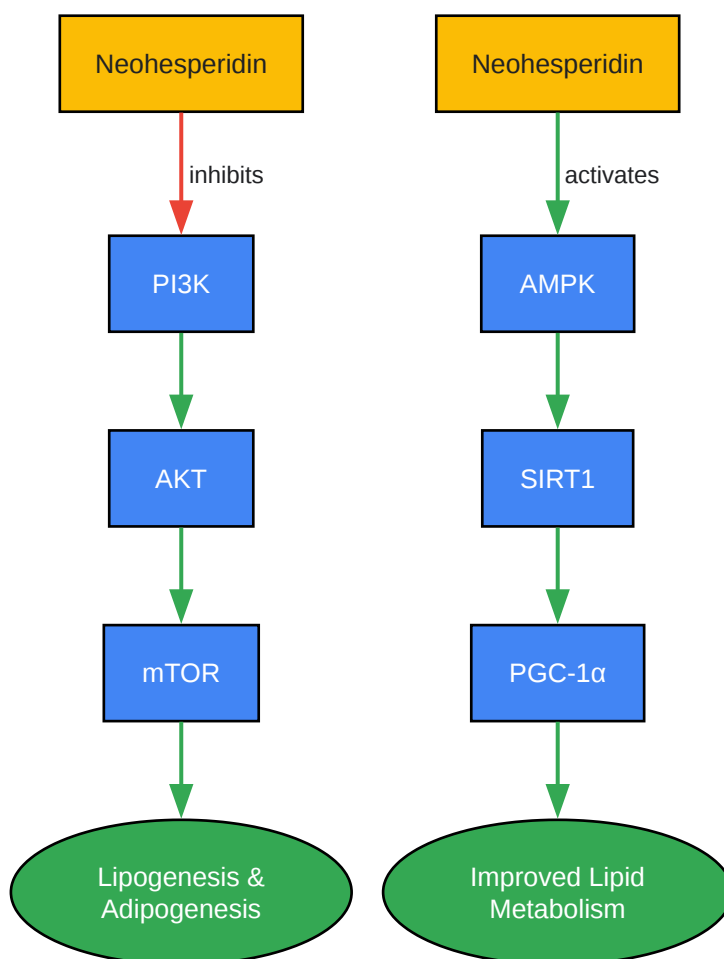 Neohesperidin
inhibits
PI3K
AKT
mTOR
Lipogenesis &
Adipogenesis
Neohesperidin
activates
AMPK
SIRT1
PGC-1α
Improved Lipid
Metabolism